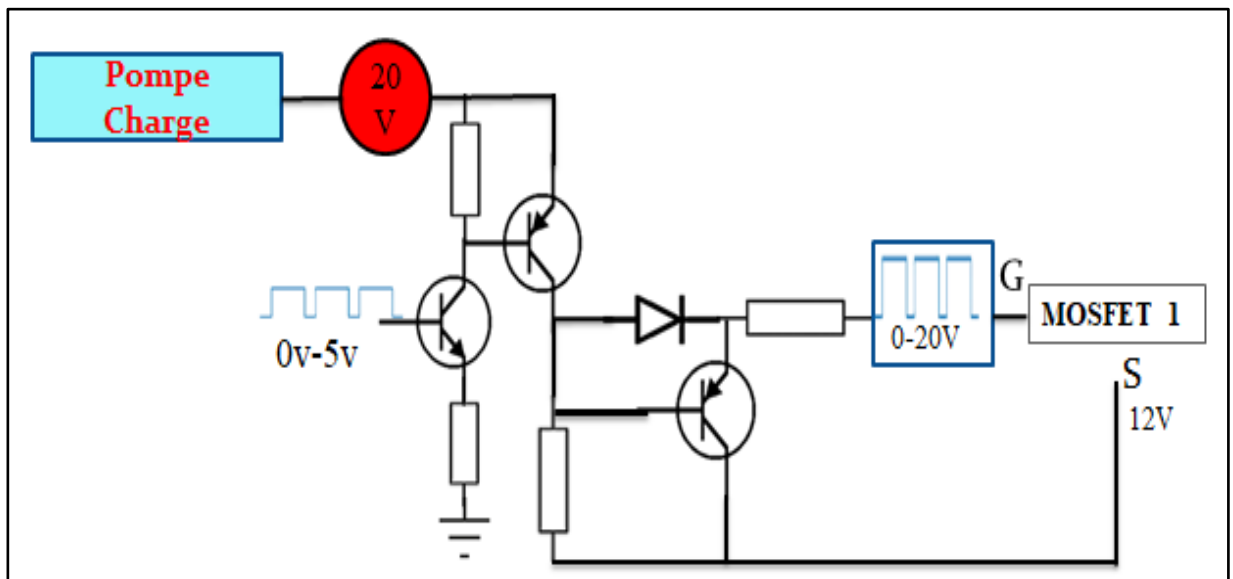 Pompe
Charge
20
V
0v-5v
0-20V
G
MOSFET 1
S
12V